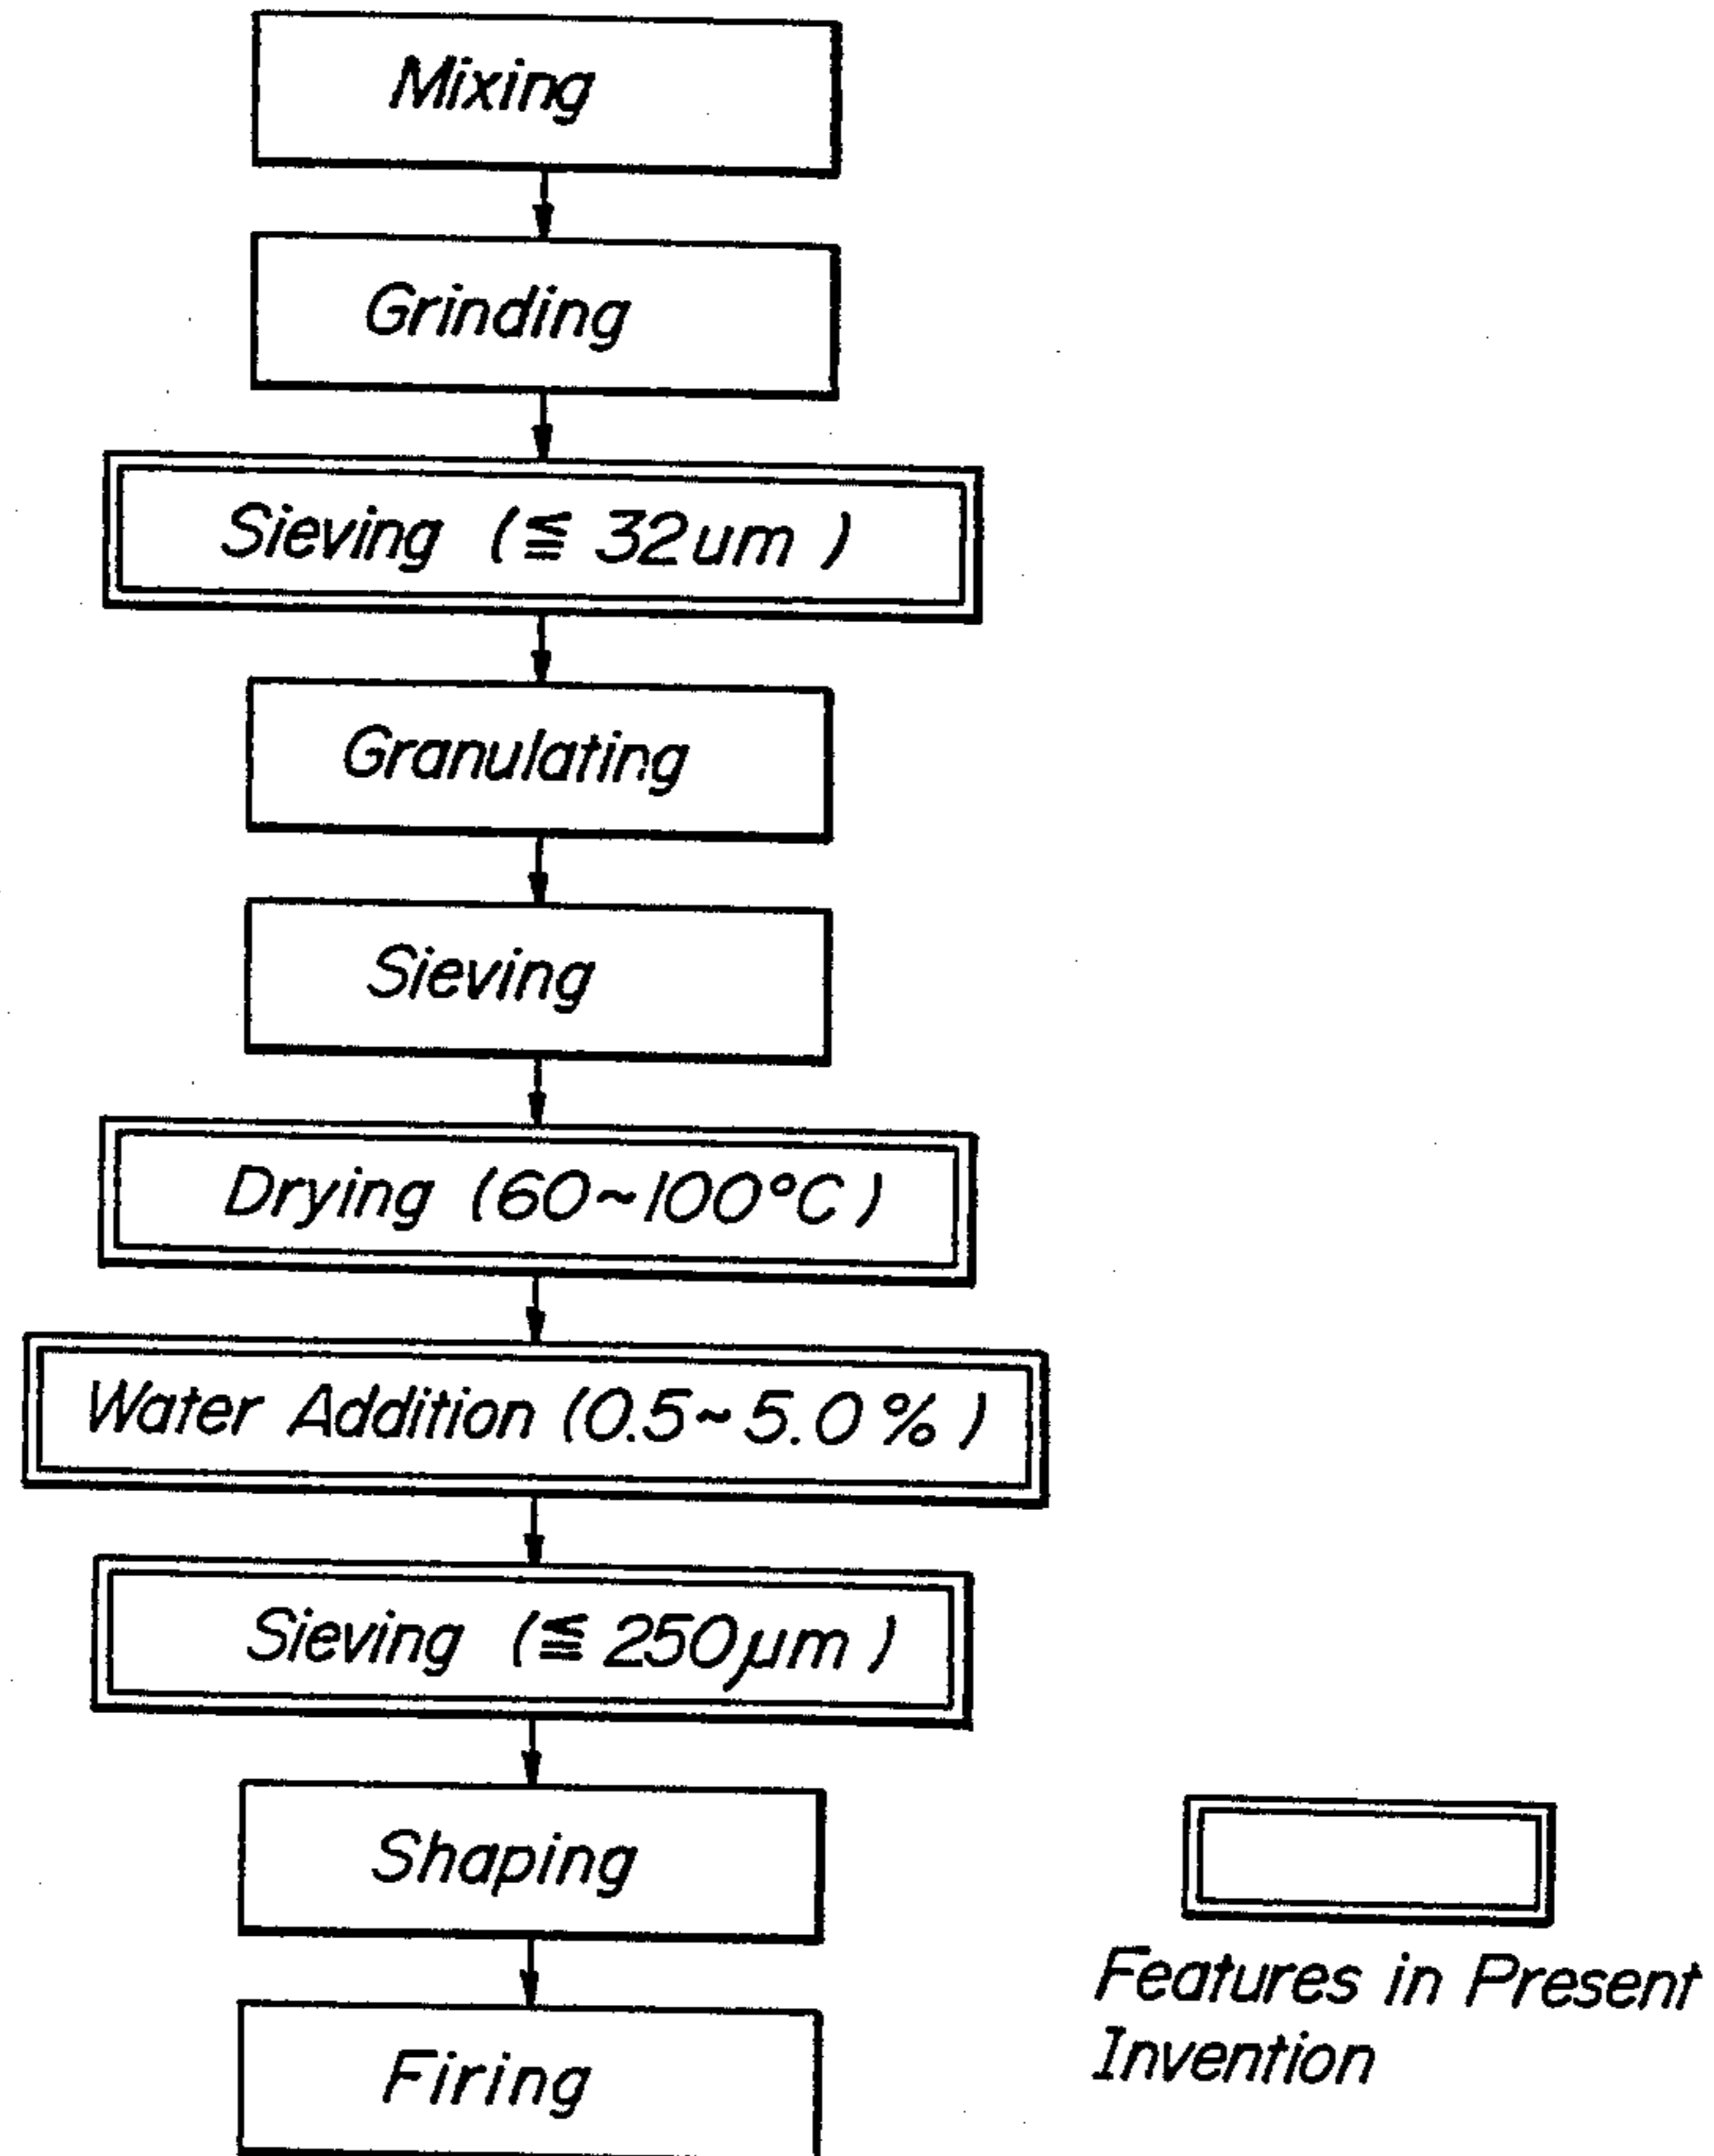 Mixing
Grinding
Sieving (≦ 32um)
Granulating
Sieving
Drying (60~100°C)
Water Addition (0.5~5.0%)
Sieving (≦ 250μm)
Shaping
Firing
Features in Present
Invention